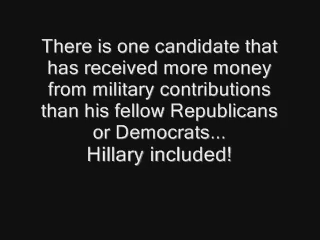 There is one candidate that
has received more money
from military contributions
than his fellow Republicans
or Democrats...
Hillary included!